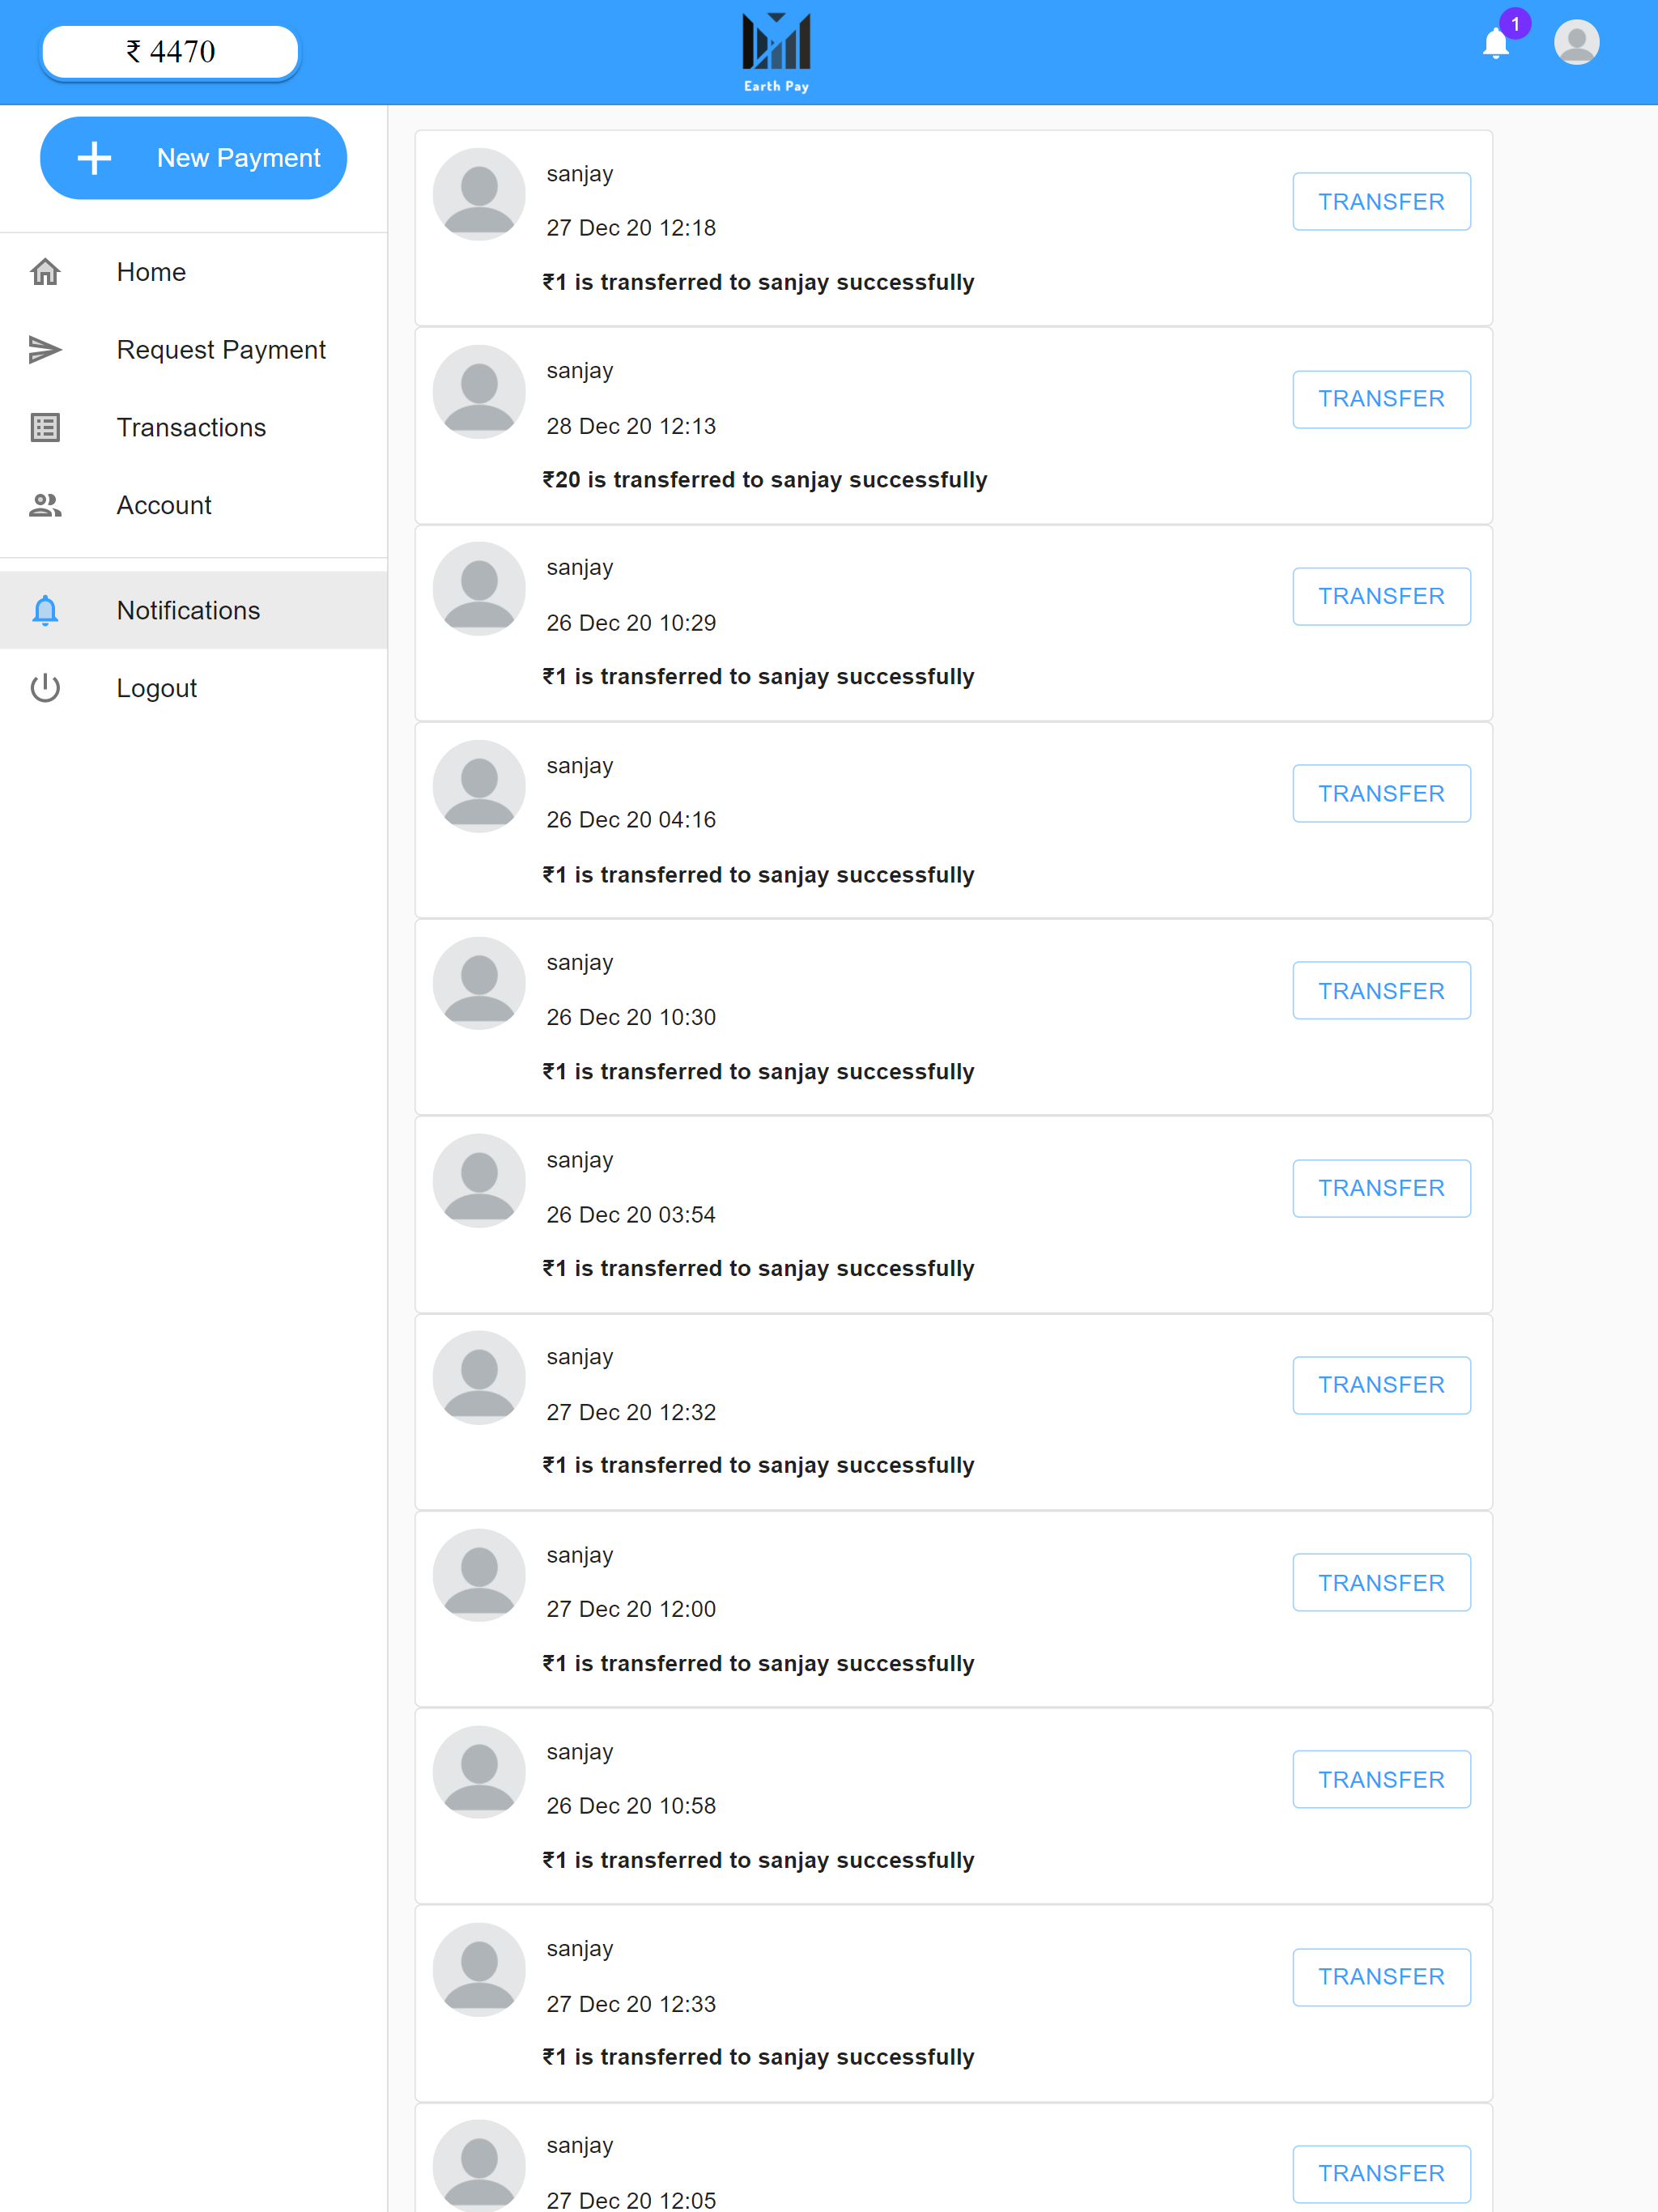 ₹ 4470
Earth Pay
1
New Payment
Home
Request Payment
Transactions
Account
Notifications
Logout
sanjay
27 Dec 20 12:18
₹1 is transferred to sanjay successfully
TRANSFER
sanjay
28 Dec 20 12:13
₹20 is transferred to sanjay successfully
TRANSFER
sanjay
26 Dec 20 10:29
₹1 is transferred to sanjay successfully
TRANSFER
sanjay
26 Dec 20 04:16
₹1 is transferred to sanjay successfully
TRANSFER
sanjay
26 Dec 20 10:30
₹1 is transferred to sanjay successfully
TRANSFER
sanjay
26 Dec 20 03:54
₹1 is transferred to sanjay successfully
TRANSFER
sanjay
27 Dec 20 12:32
₹1 is transferred to sanjay successfully
TRANSFER
sanjay
27 Dec 20 12:00
₹1 is transferred to sanjay successfully
TRANSFER
sanjay
26 Dec 20 10:58
₹1 is transferred to sanjay successfully
TRANSFER
sanjay
27 Dec 20 12:33
₹1 is transferred to sanjay successfully
TRANSFER
sanjay
27 Dec 20 12:05
TRANSFER